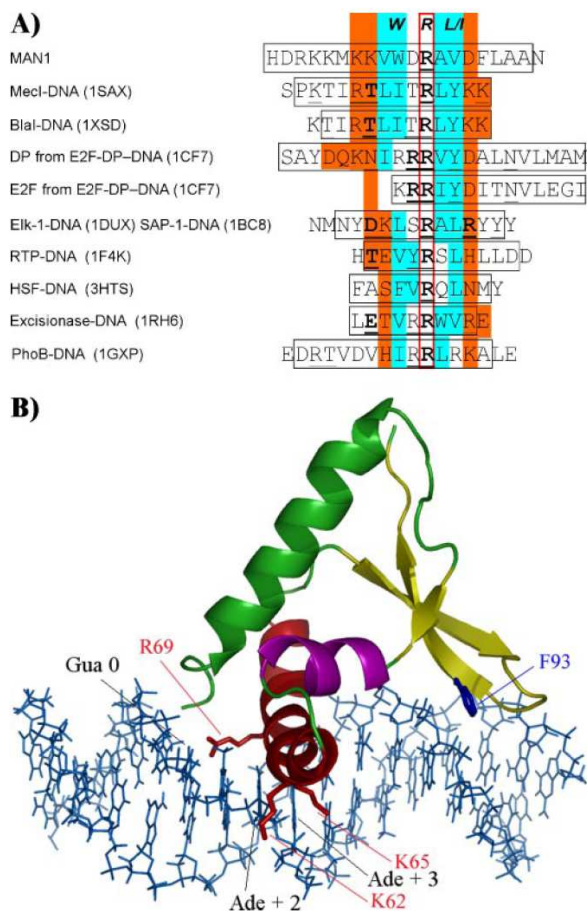 A)
W R L/I
MAN1 HDRKKMKKVWDRAVDFLAAN
MecI-DNA (1SAX) SPKTIRTLITRLYKK
BlaI-DNA (1XSD) KTIRTLITRLYKK
DP from E2F-DP–DNA (1CF7) SAYDQKNIRRRVYDALNVLMAM
E2F from E2F-DP–DNA (1CF7) KRRIYDITNVLEGI
Elk-1-DNA (1DUX) SAP-1-DNA (1BC8) NMNYDKLSRALRYYY
RTP-DNA (1F4K) HTEVYRSLHLLDD
HSF-DNA (3HTS) FASFVRQLNMY
Excisionase-DNA (1RH6) LETVRRWVRE
PhoB-DNA (1GXP) EDRTVDVHIRRLRKALE
B)
R69
Gua 0
F93
K65
Ade + 3
Ade + 2
K62